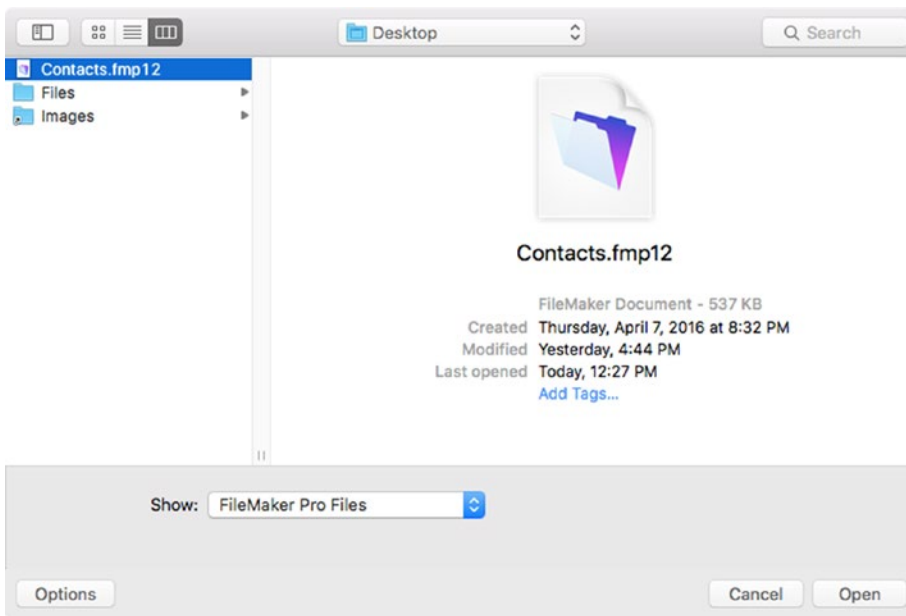 Desktop
Search
Contacts.fmp12
Files
Images
Contacts.fmp12
FileMaker Document - 537 KB
Created Thursday, April 7, 2016 at 8:32 PM
Modified Yesterday, 4:44 PM
Last opened Today, 12:27 PM
Add Tags...
Show: FileMaker Pro Files
Options
Cancel
Open